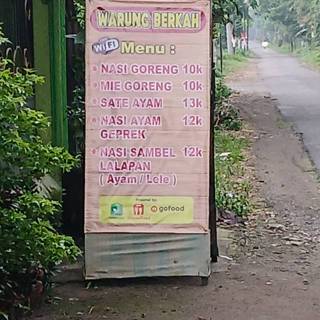 WARUNG BERKAH
WiFi Menu :
• NASI GORENG 10k
• MIE GORENG 10k
• SATE AYAM 13k
• NASI AYAM 12k
GEPREK
• NASI SAMBEL 12k
LALAPAN
( Ayam / Lele )
gofood